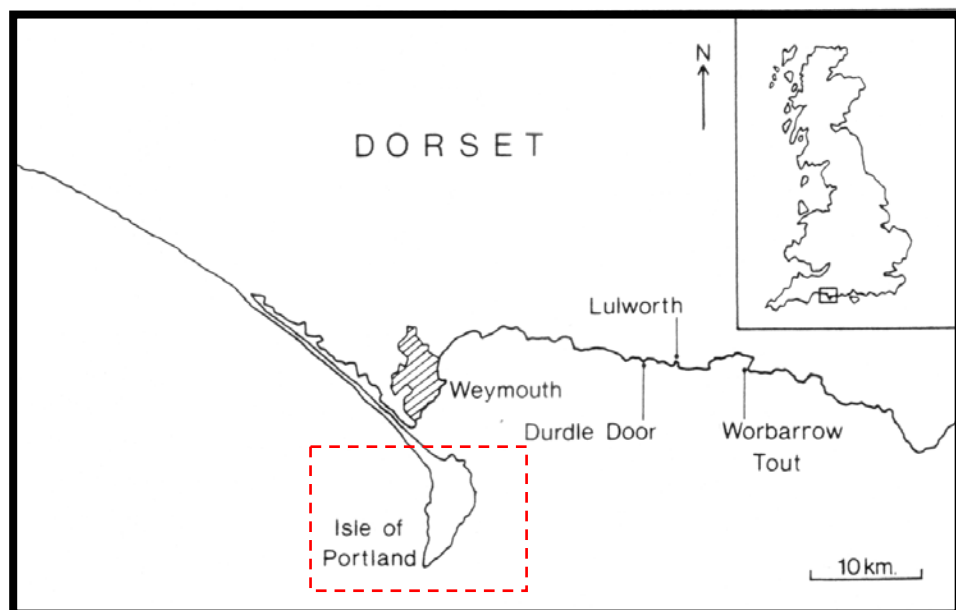 N
DORSET
Lulworth
Weymouth
Durdle Door
Worbarrow
Tout
Isle of
Portland
10 km.